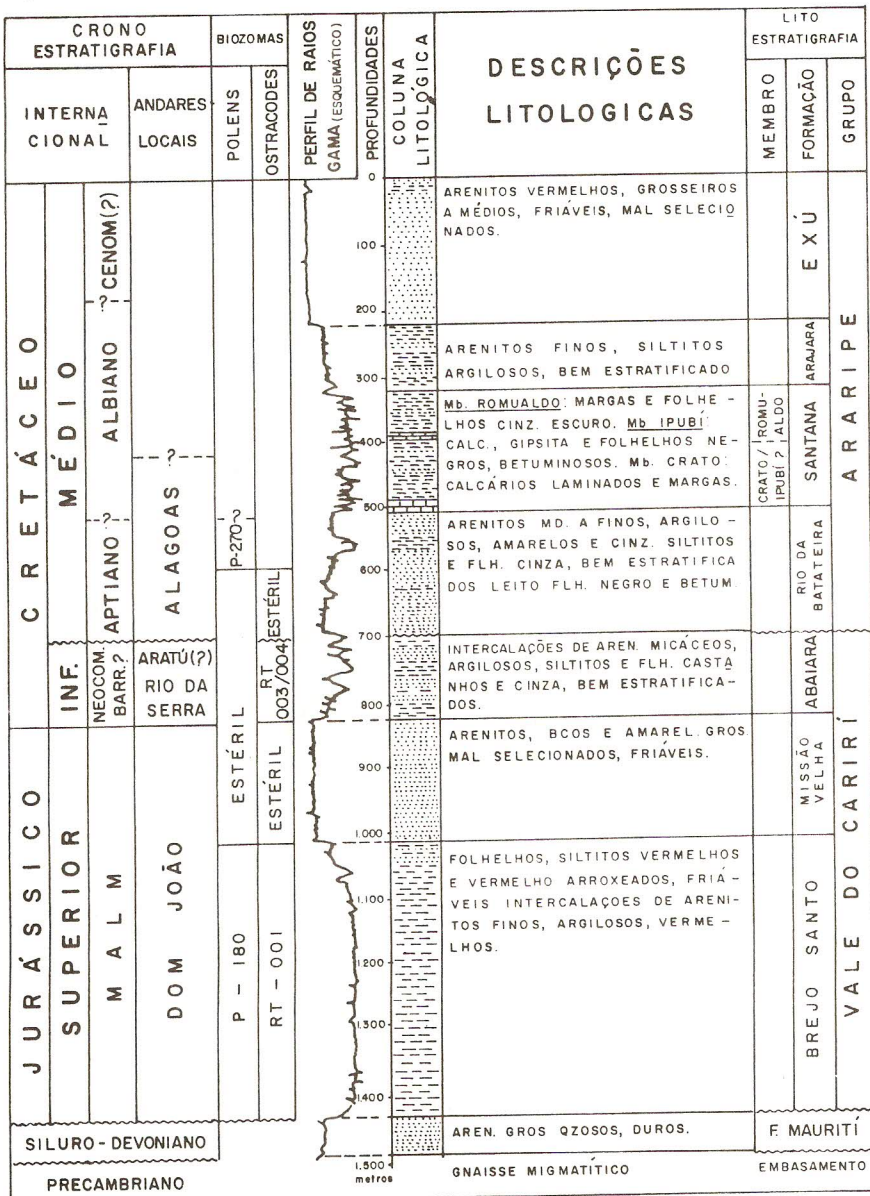 CRONO
ESTRATIGRAFIA
BIOZOMAS
PERFIL DE RAIOS
GAMA (ESQUEMÁTICO)
PROFUNDIDADES
COLUNA
LITOLÓGICA
DESCRIÇÕES
LITOLOGICAS
LITO
ESTRATIGRAFIA
INTERNA
CIONAL
ANDARES
LOCAIS
POLENS
OSTRACODES
MEMBRO
FORMAÇÃO
GRUPO
CRETÁCEO
MÉDIO
INF.
CENOM(?)
?
ALBIANO
?
APTIANO
NEOCOM.
BARR.?
?
ALAGOAS
ARATÚ(?)
RIO DA
SERRA
P-270
?
ESTÉRIL
ESTÉRIL
RT
003/004
ESTÉRIL
JURÁSSICO
SUPERIOR
MALM
DOM JOÃO
P - 180
RT - 001
SILURO - DEVONIANO
PRECAMBRIANO
0
100
200
300
400
500
600
700
800
900
1.000
1.100
1.200
1.300
1.400
1.500
metros
ARENITOS VERMELHOS, GROSSEIROS
A MÉDIOS, FRIÁVEIS, MAL SELECIO
NADOS.
ARENITOS FINOS, SILTITOS
ARGILOSOS, BEM ESTRATIFICADO
Mb. ROMUALDO: MARGAS E FOLHE-
LHOS CINZ. ESCURO. Mb IPUBÍ:
CALC., GIPSITA E FOLHELHOS NE-
GROS, BETUMINOSOS. Mb. CRATO:
CALCÁRIOS LAMINADOS E MARGAS.
ARENITOS MD. A FINOS, ARGILO-
SOS, AMARELOS E CINZ. SILTITOS
E FLH. CINZA, BEM ESTRATIFICA
DOS LEITO FLH. NEGRO E BETUM.
INTERCALAÇÕES DE AREN. MICÁCEOS,
ARGILOSOS, SILTITOS E FLH. CASTA
NHOS E CINZA, BEM ESTRATIFICA-
DOS.
ARENITOS, BCOS E AMAREL. GROS.
MAL SELECIONADOS, FRIÁVEIS.
FOLHELHOS, SILTITOS VERMELHOS
E VERMELHO ARROXEADOS, FRIÁ-
VEIS INTERCALAÇOES DE ARENI-
TOS FINOS, ARGILOSOS, VERME-
LHOS.
AREN. GROS QZOSOS, DUROS.
GNAISSE MIGMATÍTICO
CRATO/
IPUBÍ ?
ROMU-
ALDO
EXÚ
ARAJARA
SANTANA
RIO DA
BATATEIRA
ABAIARA
MISSÃO
VELHA
BREJO SANTO
ARARIPE
VALE DO CARIRÍ
F. MAURITÍ
EMBASAMENTO